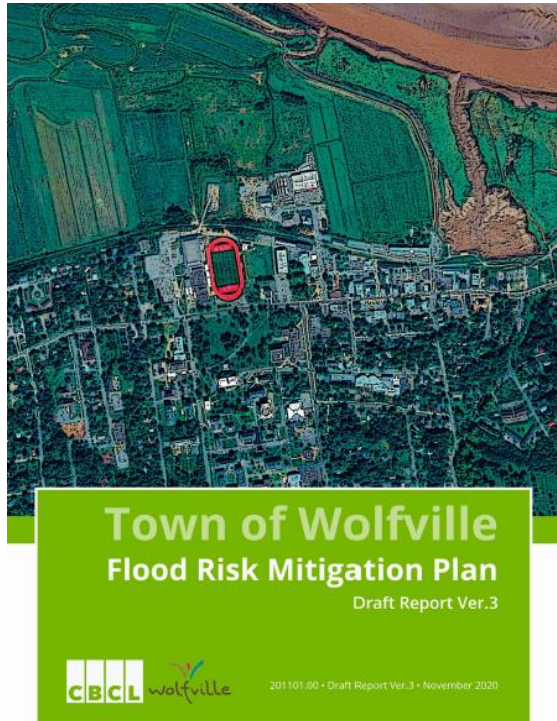 Town of Wolfville
Flood Risk Mitigation Plan
Draft Report Ver.3
CBCL
wolfville
201101.00 • Draft Report Ver.3 • November 2020